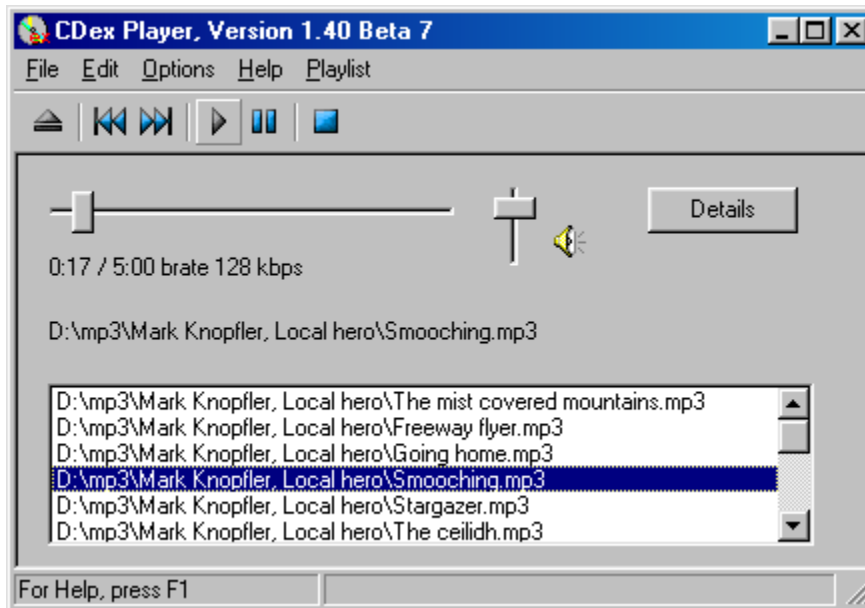 CDex Player, Version 1.40 Beta 7
File Edit Options Help Playlist
Details
0:17 / 5:00 brate 128 kbps
D:\mp3\Mark Knopfler, Local hero\Smooching.mp3
D:\mp3\Mark Knopfler, Local hero\The mist covered mountains.mp3
D:\mp3\Mark Knopfler, Local hero\Freeway flyer.mp3
D:\mp3\Mark Knopfler, Local hero\Going home.mp3
D:\mp3\Mark Knopfler, Local hero\Smooching.mp3
D:\mp3\Mark Knopfler, Local hero\Stargazer.mp3
D:\mp3\Mark Knopfler, Local hero\The ceilidh.mp3
For Help, press F1